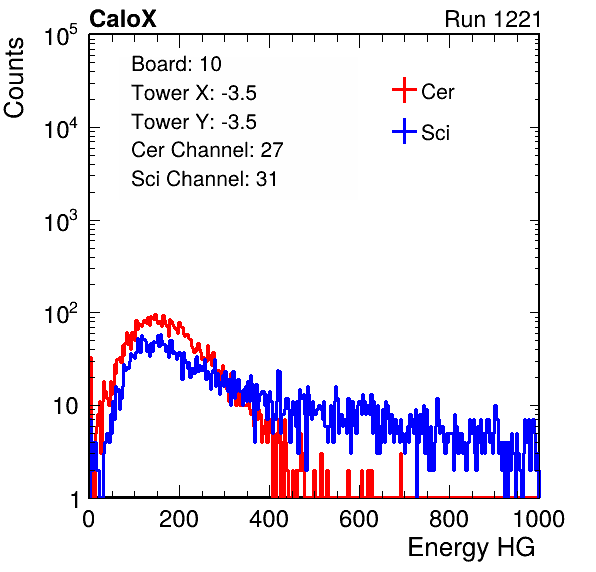 CaloX Run 1221
Counts
Board: 10
Tower X: -3.5
Tower Y: -3.5
Cer Channel: 27
Sci Channel: 31
Cer
Sci
10^5
10^4
10^3
10^2
10
1
0 200 400 600 800 1000
Energy HG